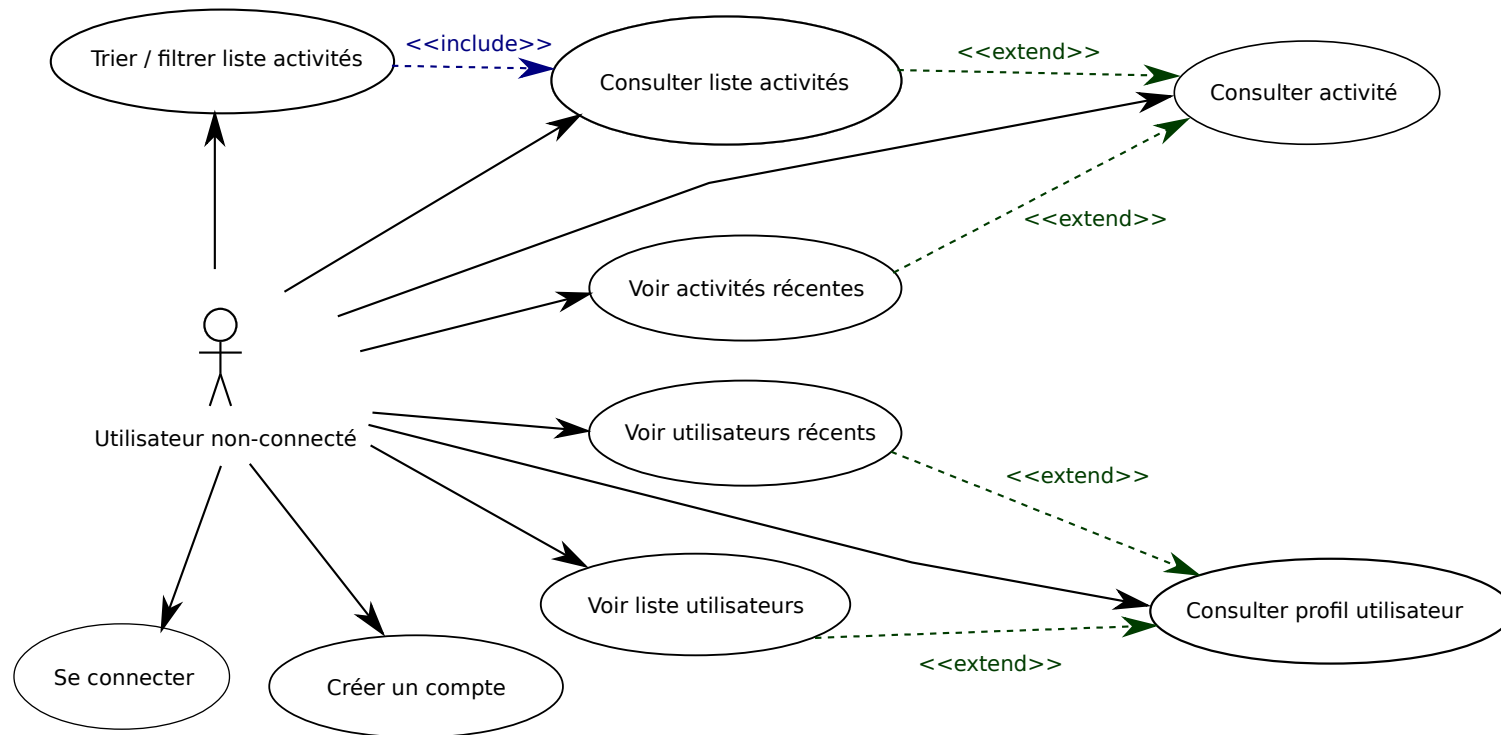 Trier / filtrer liste activités
<<include>>
Consulter liste activités
<<extend>>
Consulter activité
<<extend>>
Voir activités récentes
Utilisateur non-connecté
Voir utilisateurs récents
<<extend>>
Voir liste utilisateurs
Consulter profil utilisateur
<<extend>>
Se connecter
Créer un compte